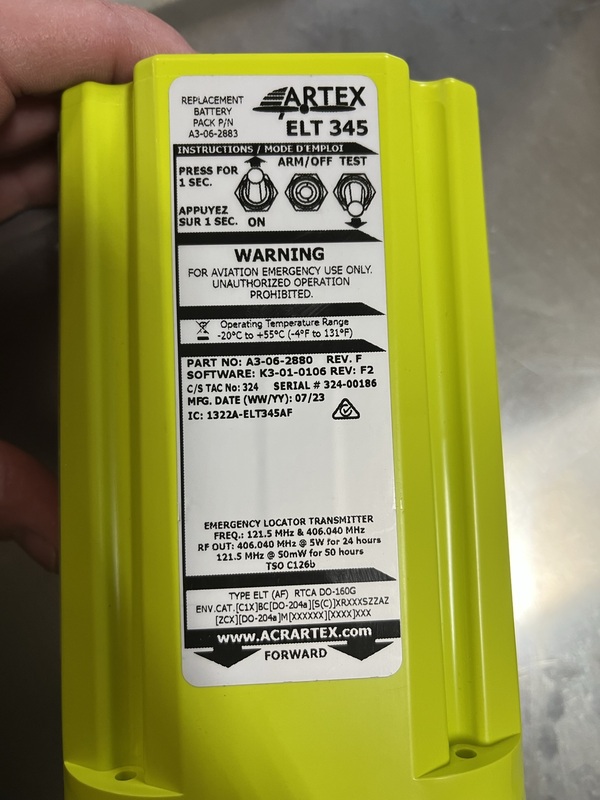 REPLACEMENT
BATTERY
PACK P/N
A3-06-2883
ARTEX
ELT 345
INSTRUCTIONS / MODE D'EMPLOI
PRESS FOR
1 SEC.
ARM/OFF TEST
APPUYEZ
SUR 1 SEC. ON
WARNING
FOR AVIATION EMERGENCY USE ONLY.
UNAUTHORIZED OPERATION
PROHIBITED.
Operating Temperature Range
-20°C to +55°C (-4°F to 131°F)
PART NO: A3-06-2880 REV. F
SOFTWARE: K3-01-0106 REV: F2
C/S TAC No: 324 SERIAL # 324-00186
MFG. DATE (WW/YY): 07/23
IC: 1322A-ELT345AF
EMERGENCY LOCATOR TRANSMITTER
FREQ.: 121.5 MHz & 406.040 MHz
RF OUT: 406.040 MHz @ 5W for 24 hours
121.5 MHz @ 50mW for 50 hours
TSO C126b
TYPE ELT (AF) RTCA DO-160G
ENV.CAT.[C1X]BC[DO-204a][S(C)]XRXXXSZZAZ
[ZCX][DO-204a]M[XXXXXX][XXXX]XXX
www.ACRARTEX.com
FORWARD